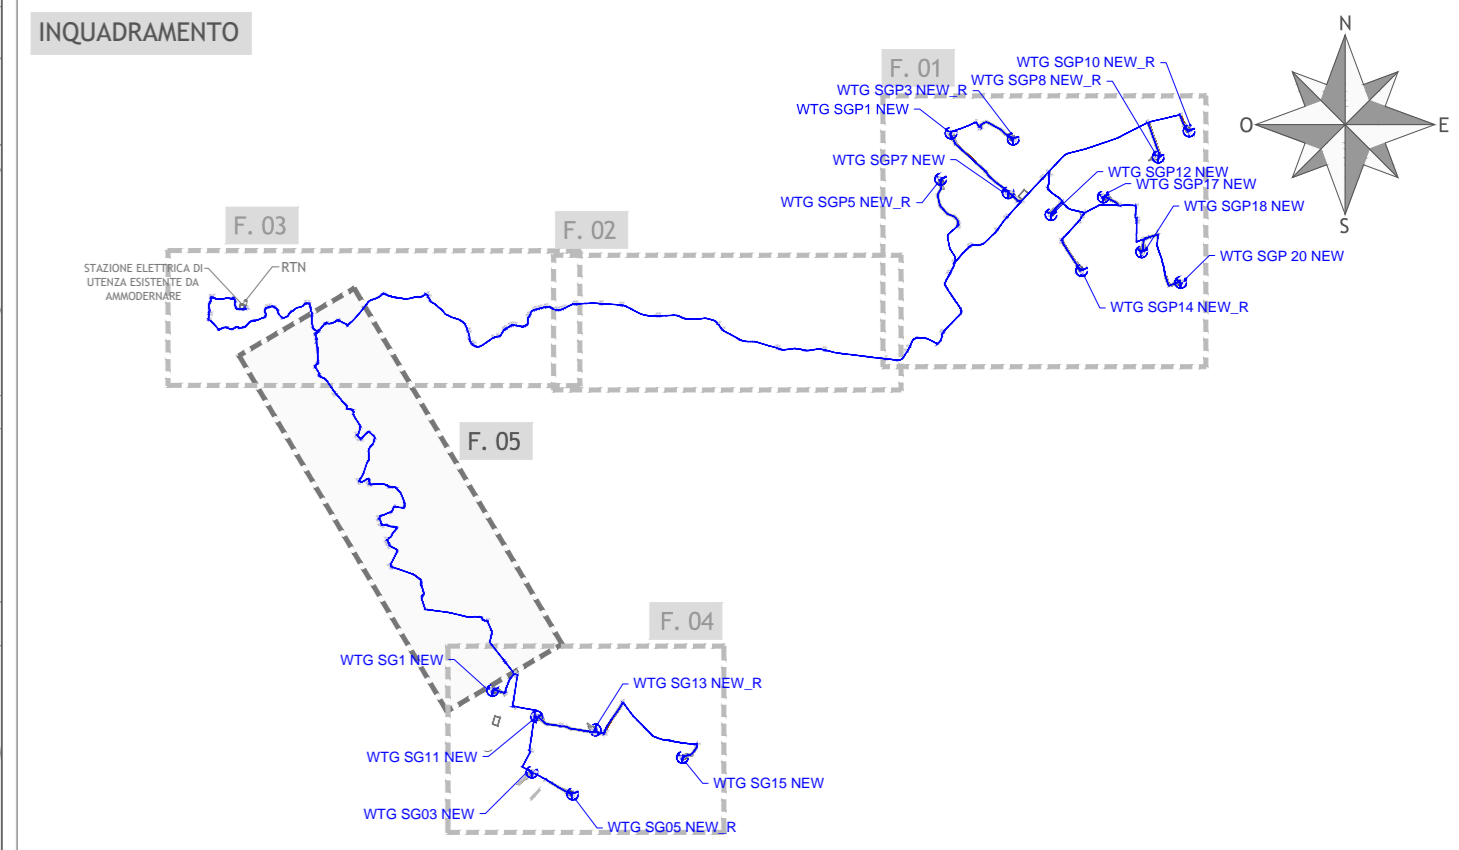 INQUADRAMENTO
N
O
E
S
F. 01
WTG SGP10 NEW_R
WTG SGP8 NEW_R
WTG SGP3 NEW_R
WTG SGP1 NEW
WTG SGP7 NEW
WTG SGP12 NEW
WTG SGP17 NEW
WTG SGP5 NEW_R
WTG SGP18 NEW
WTG SGP 20 NEW
WTG SGP14 NEW_R
F. 03
F. 02
STAZIONE ELETTRICA DI
UTENZA ESISTENTE DA
AMMODERNARE
RTN
F. 05
F. 04
WTG SG1 NEW
WTG SG13 NEW_R
WTG SG11 NEW
WTG SG15 NEW
WTG SG03 NEW
WTG SG05 NEW_R